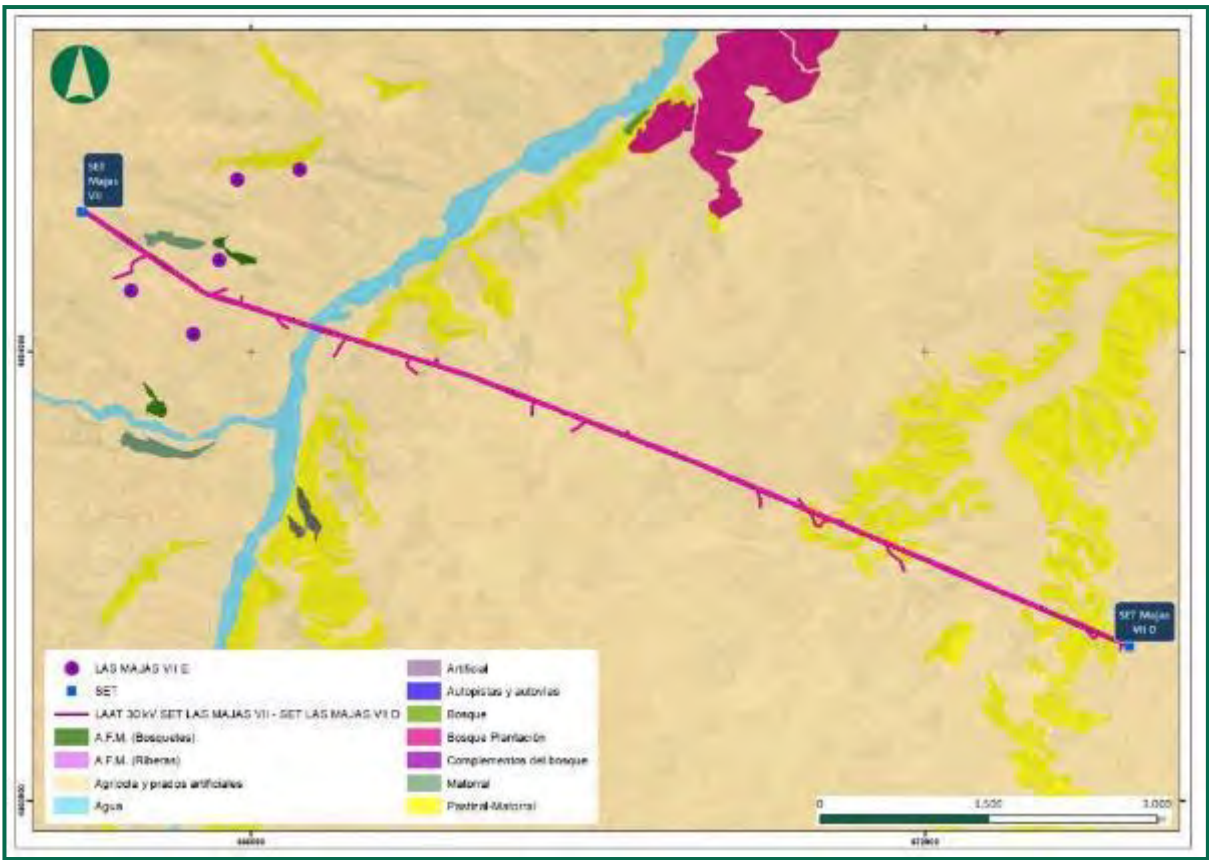 SET
Majas
VII
SET Majas
VII D
LAS MAJAS VII E
SET
LAAT 30 kV SET LAS MAJAS VII - SET LAS MAJAS VII D
A.F.M. (Bosquetes)
A.F.M. (Riberas)
Agrícola y prados artificiales
Agua
Artificial
Autopistas y autovías
Bosque
Bosque Plantación
Complementos del bosque
Matorral
Pastizal-Matorral
0 1.500 3.000